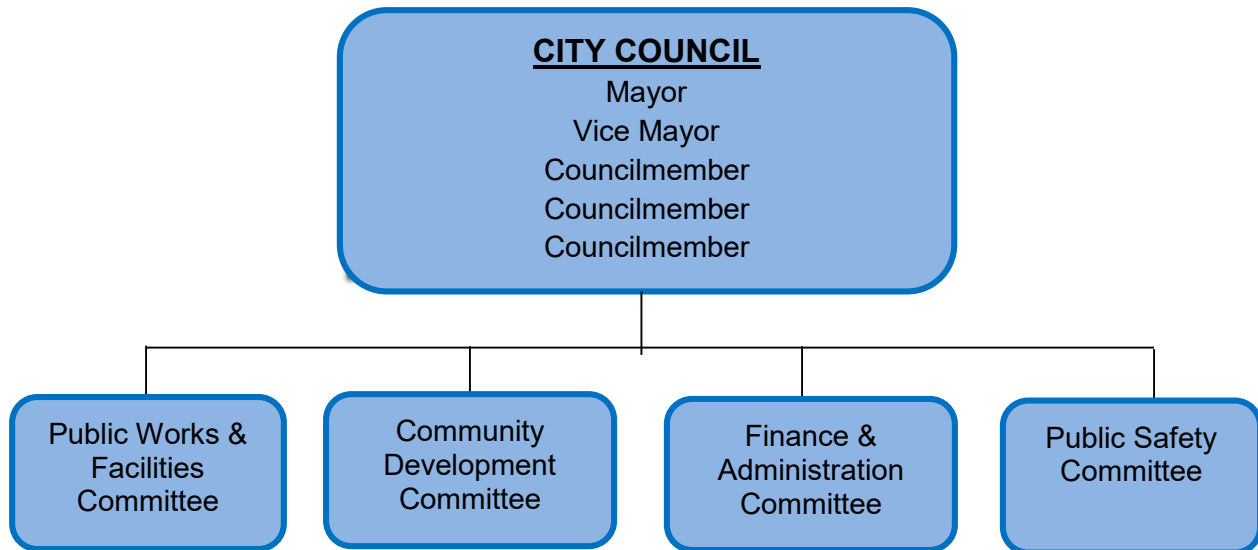 CITY COUNCIL
Mayor
Vice Mayor
Councilmember
Councilmember
Councilmember
Public Works &
Facilities
Committee
Community
Development
Committee
Finance &
Administration
Committee
Public Safety
Committee